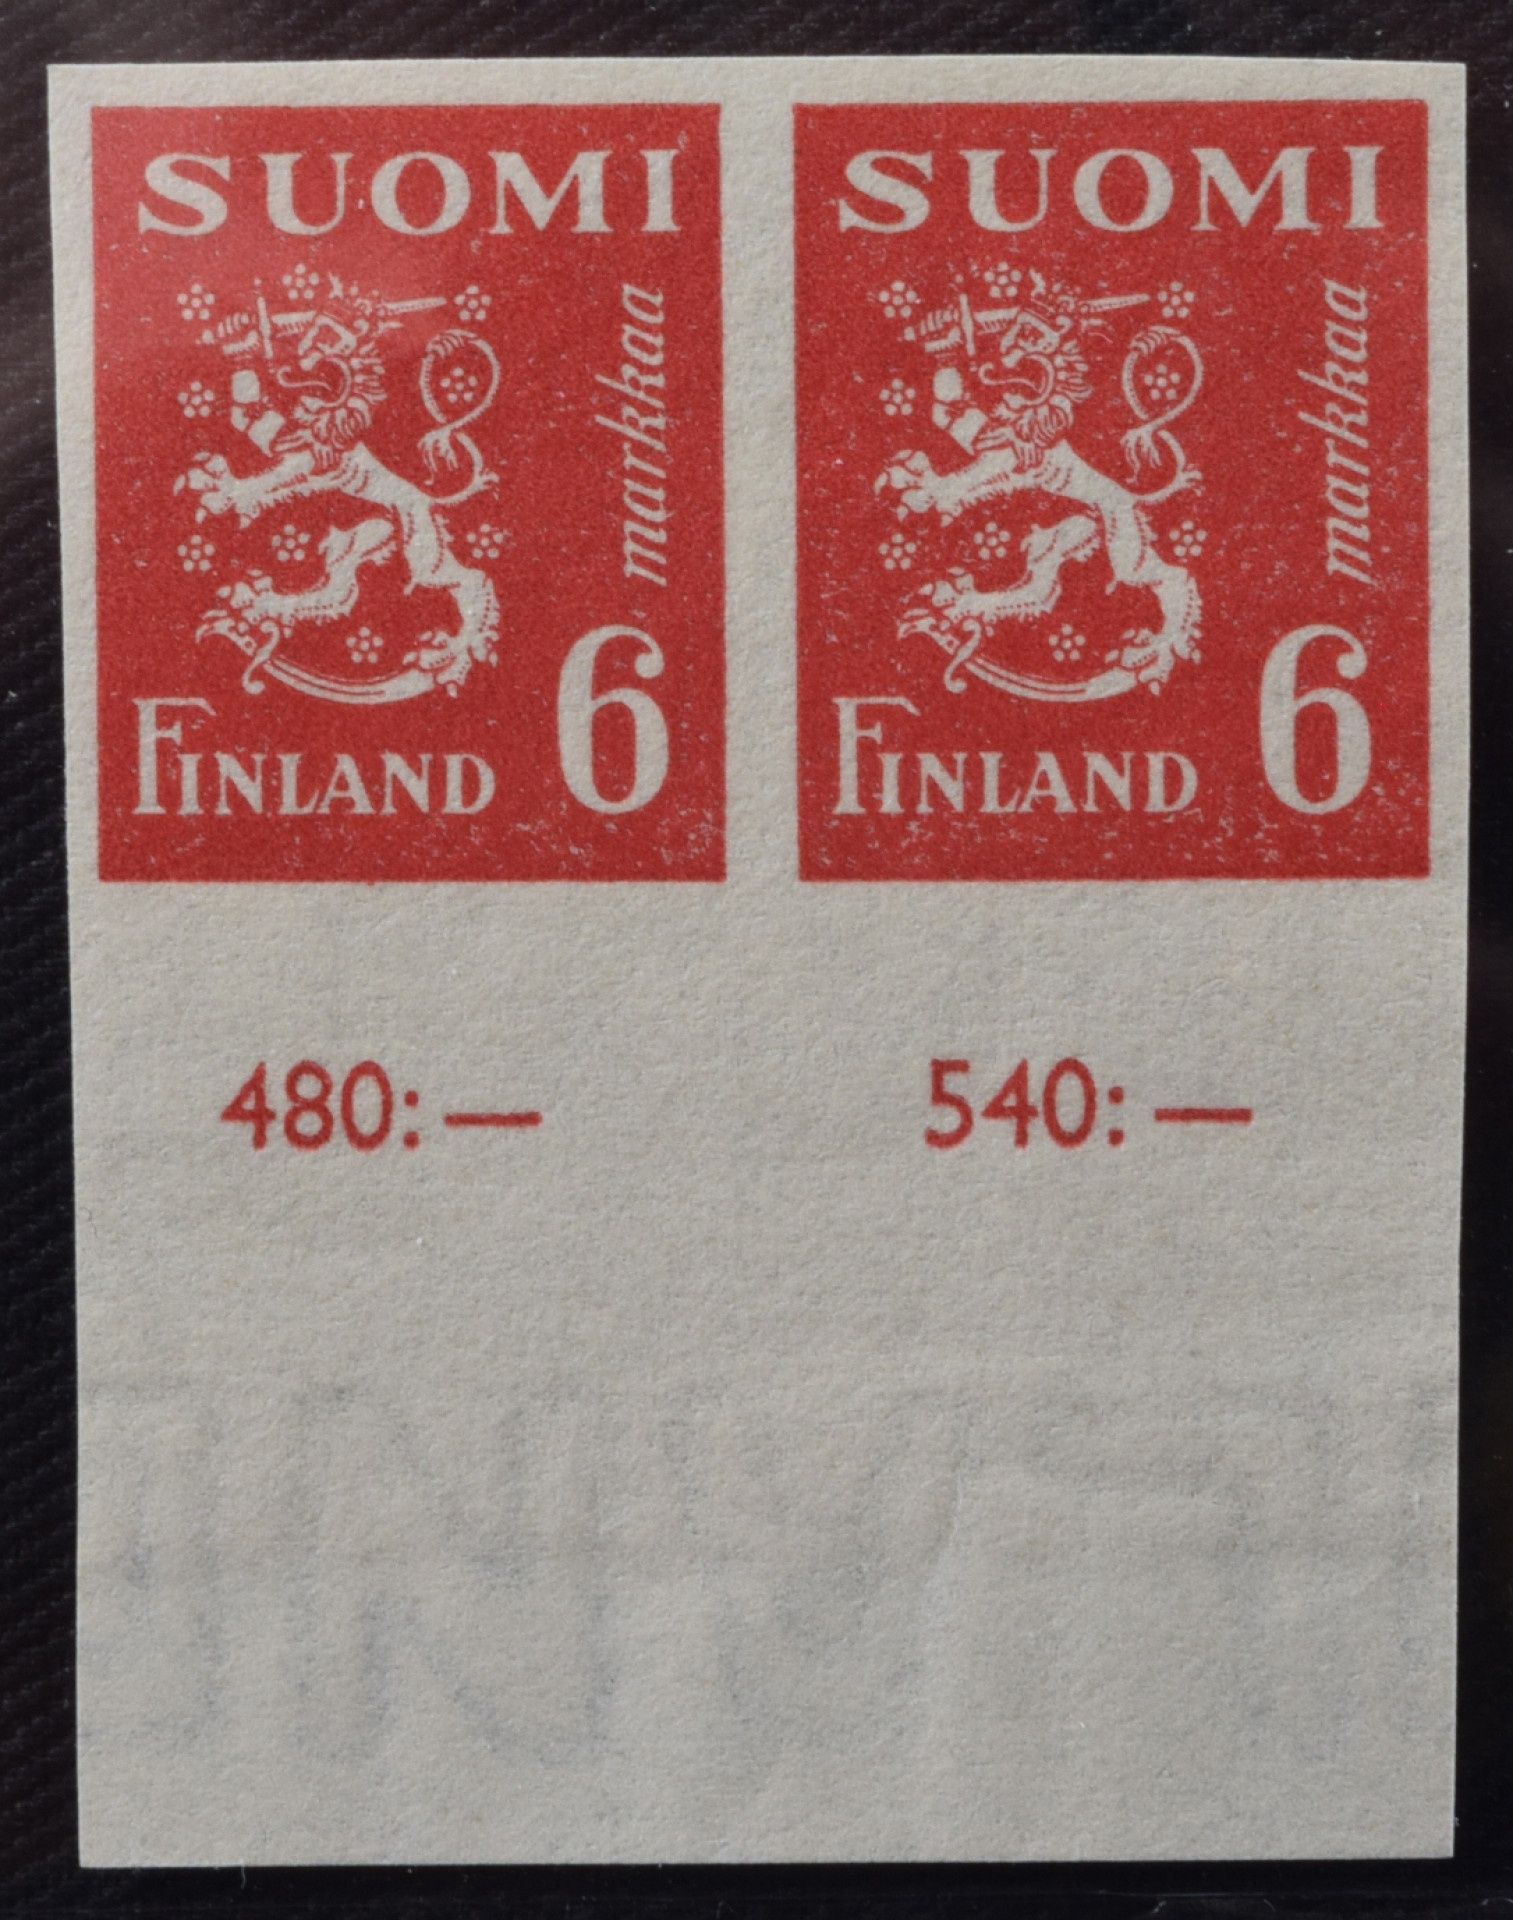 SUOMI
markkaa
FINLAND 6
SUOMI
markkaa
FINLAND 6
480:— 540:—